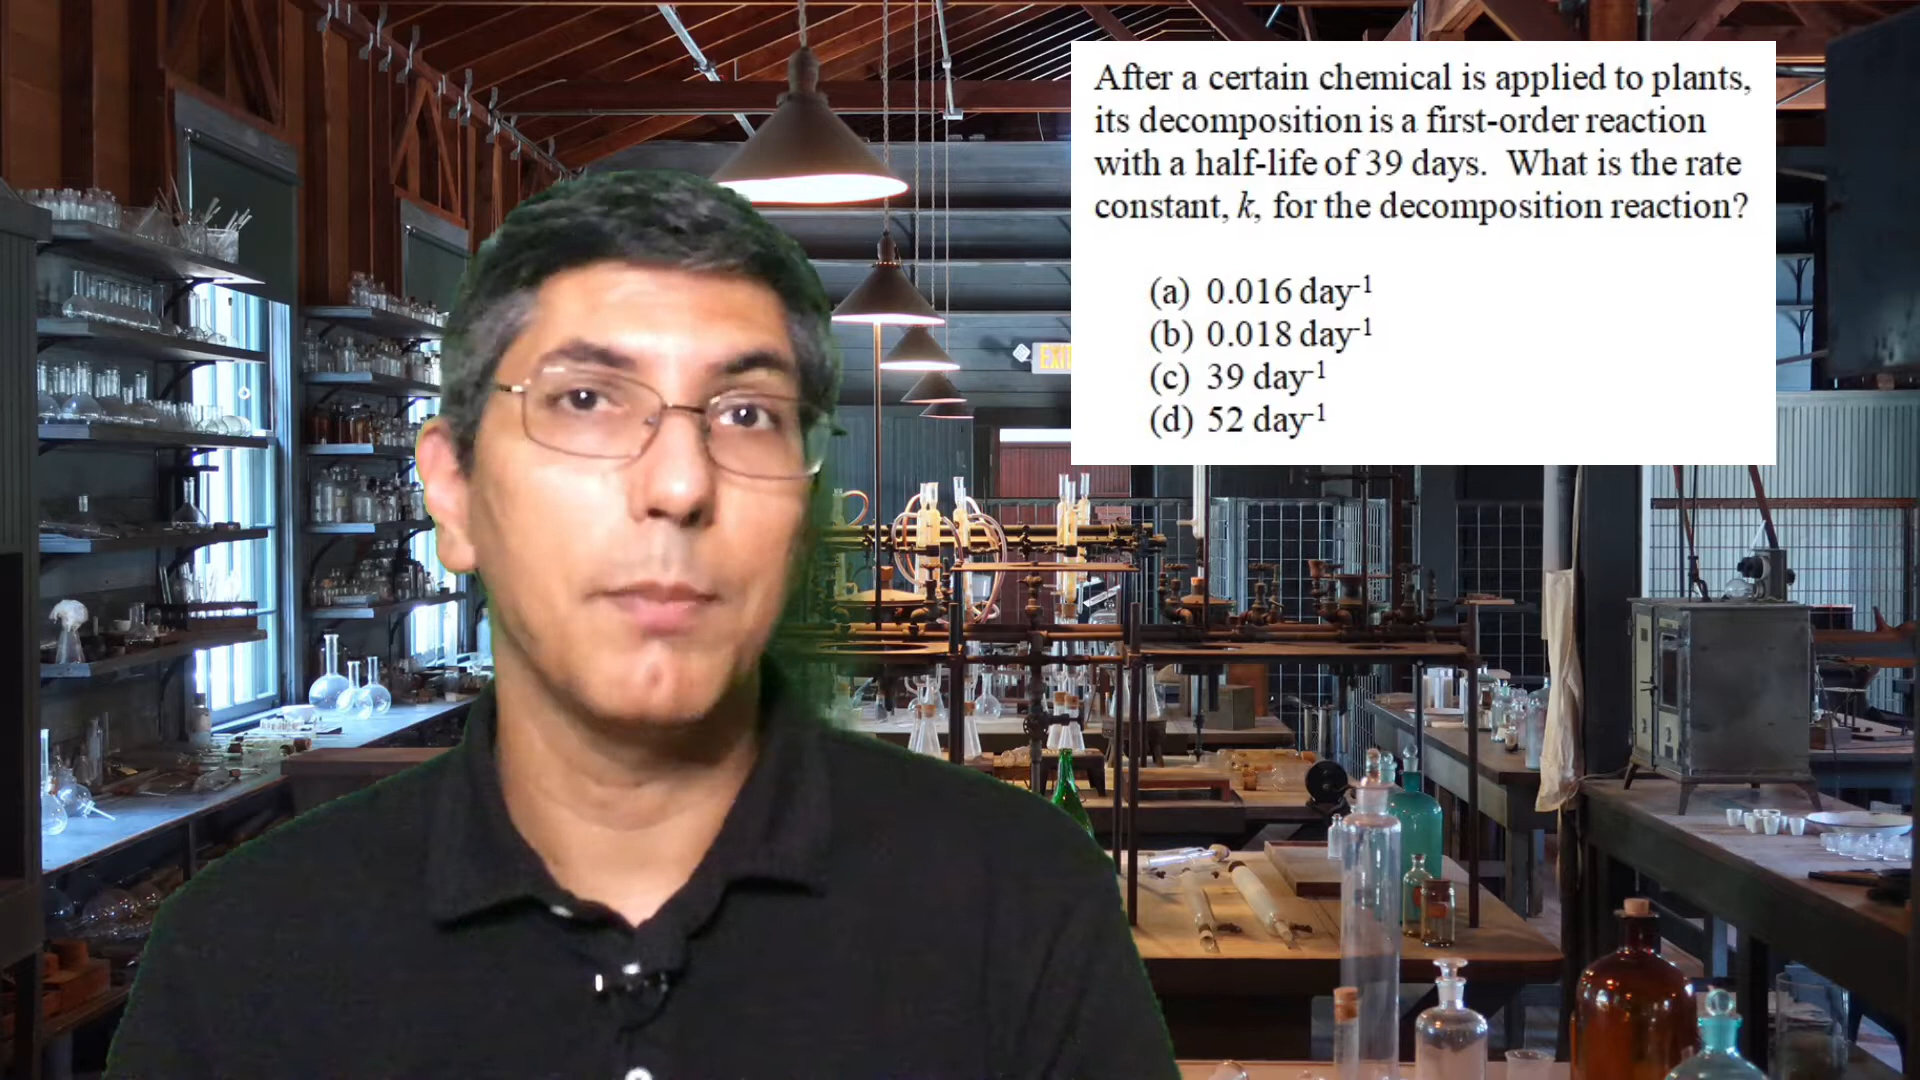 After a certain chemical is applied to plants,
its decomposition is a first-order reaction
with a half-life of 39 days. What is the rate
constant, k, for the decomposition reaction?
(a) 0.016 day⁻¹
(b) 0.018 day⁻¹
(c) 39 day⁻¹
(d) 52 day⁻¹